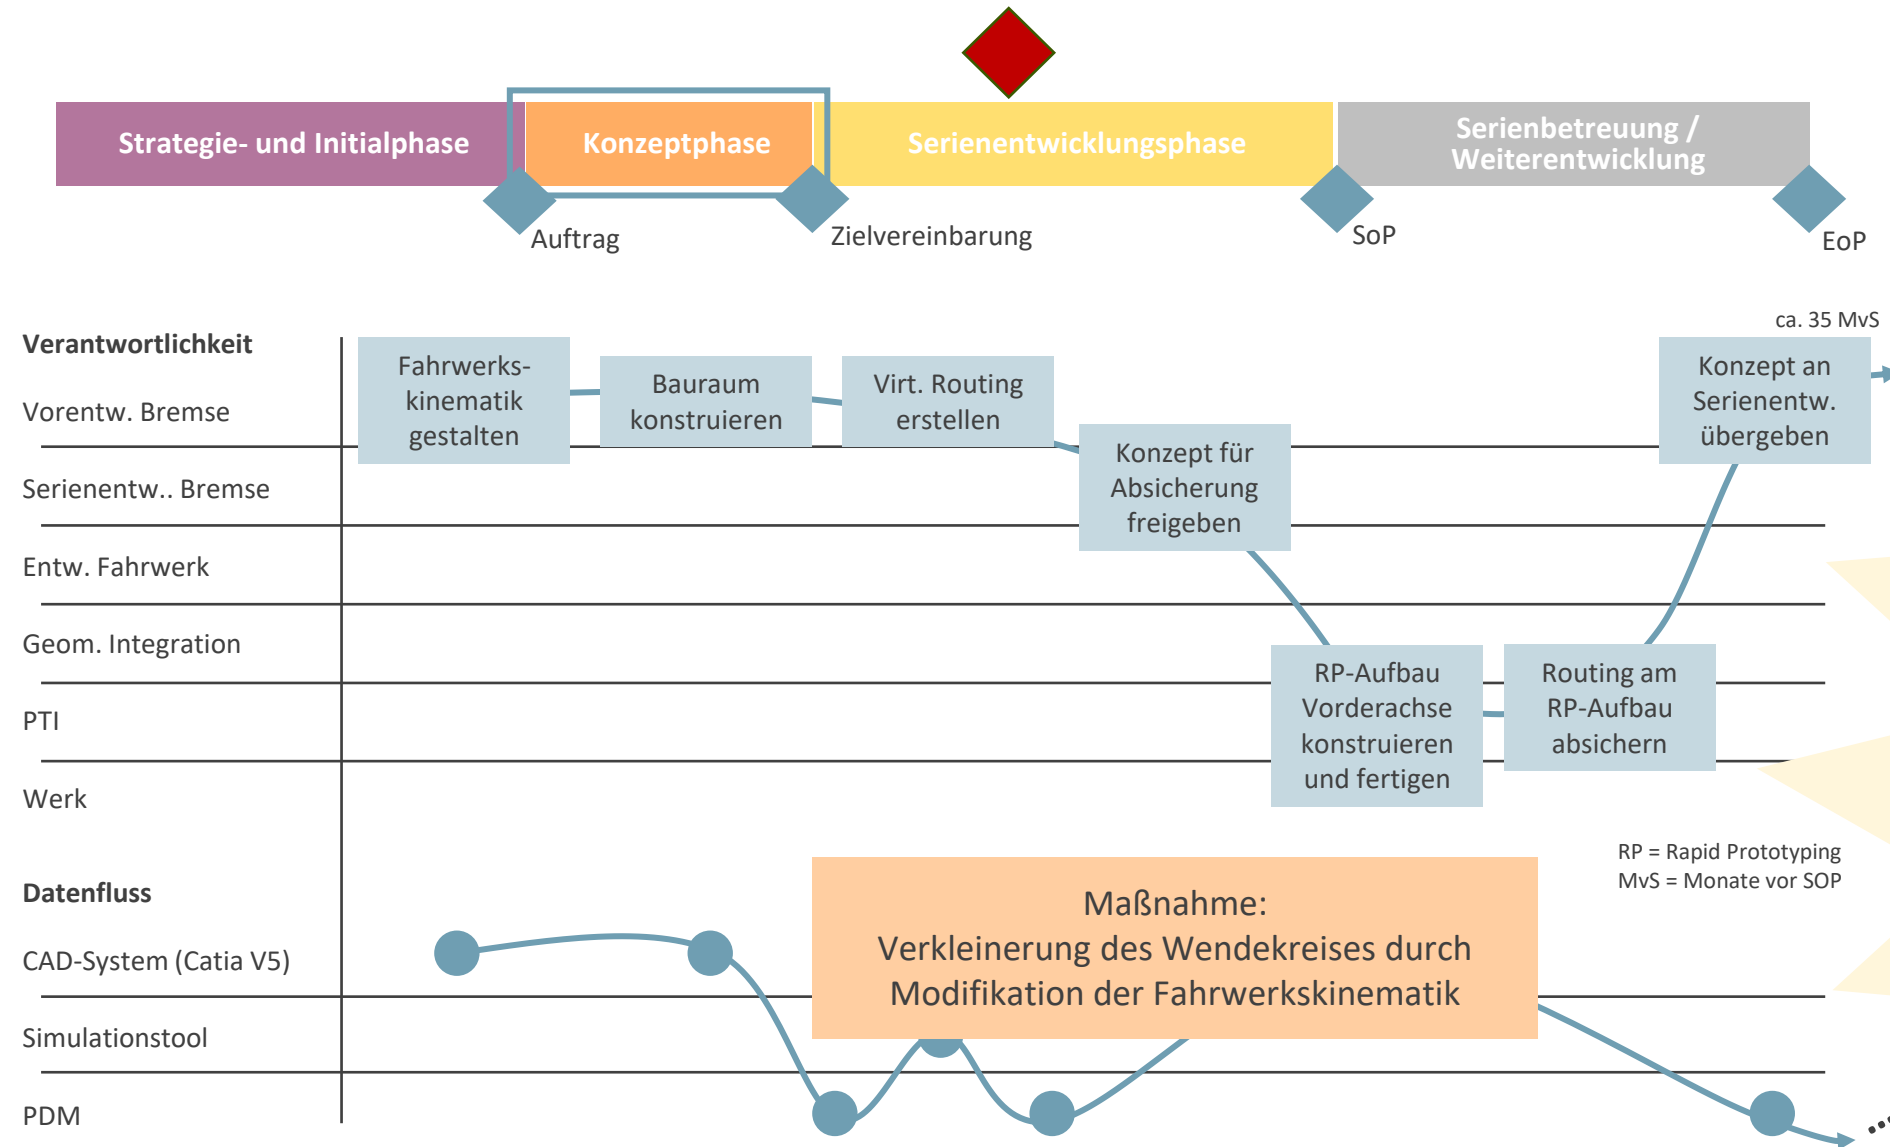 Strategie- und Initialphase
Konzeptphase
Serienentwicklungsphase
Serienbetreuung /
Weiterentwicklung
Auftrag
Zielvereinbarung
SoP
EoP
ca. 35 MvS
Verantwortlichkeit
Vorentw. Bremse
Serienentw.. Bremse
Entw. Fahrwerk
Geom. Integration
PTI
Werk
Fahrwerks-
kinematik
gestalten
Bauraum
konstruieren
Virt. Routing
erstellen
Konzept für
Absicherung
freigeben
RP-Aufbau
Vorderachse
konstruieren
und fertigen
Routing am
RP-Aufbau
absichern
Konzept an
Serienentw.
übergeben
RP = Rapid Prototyping
MvS = Monate vor SOP
Datenfluss
CAD-System (Catia V5)
Simulationstool
PDM
Maßnahme:
Verkleinerung des Wendekreises durch
Modifikation der Fahrwerkskinematik